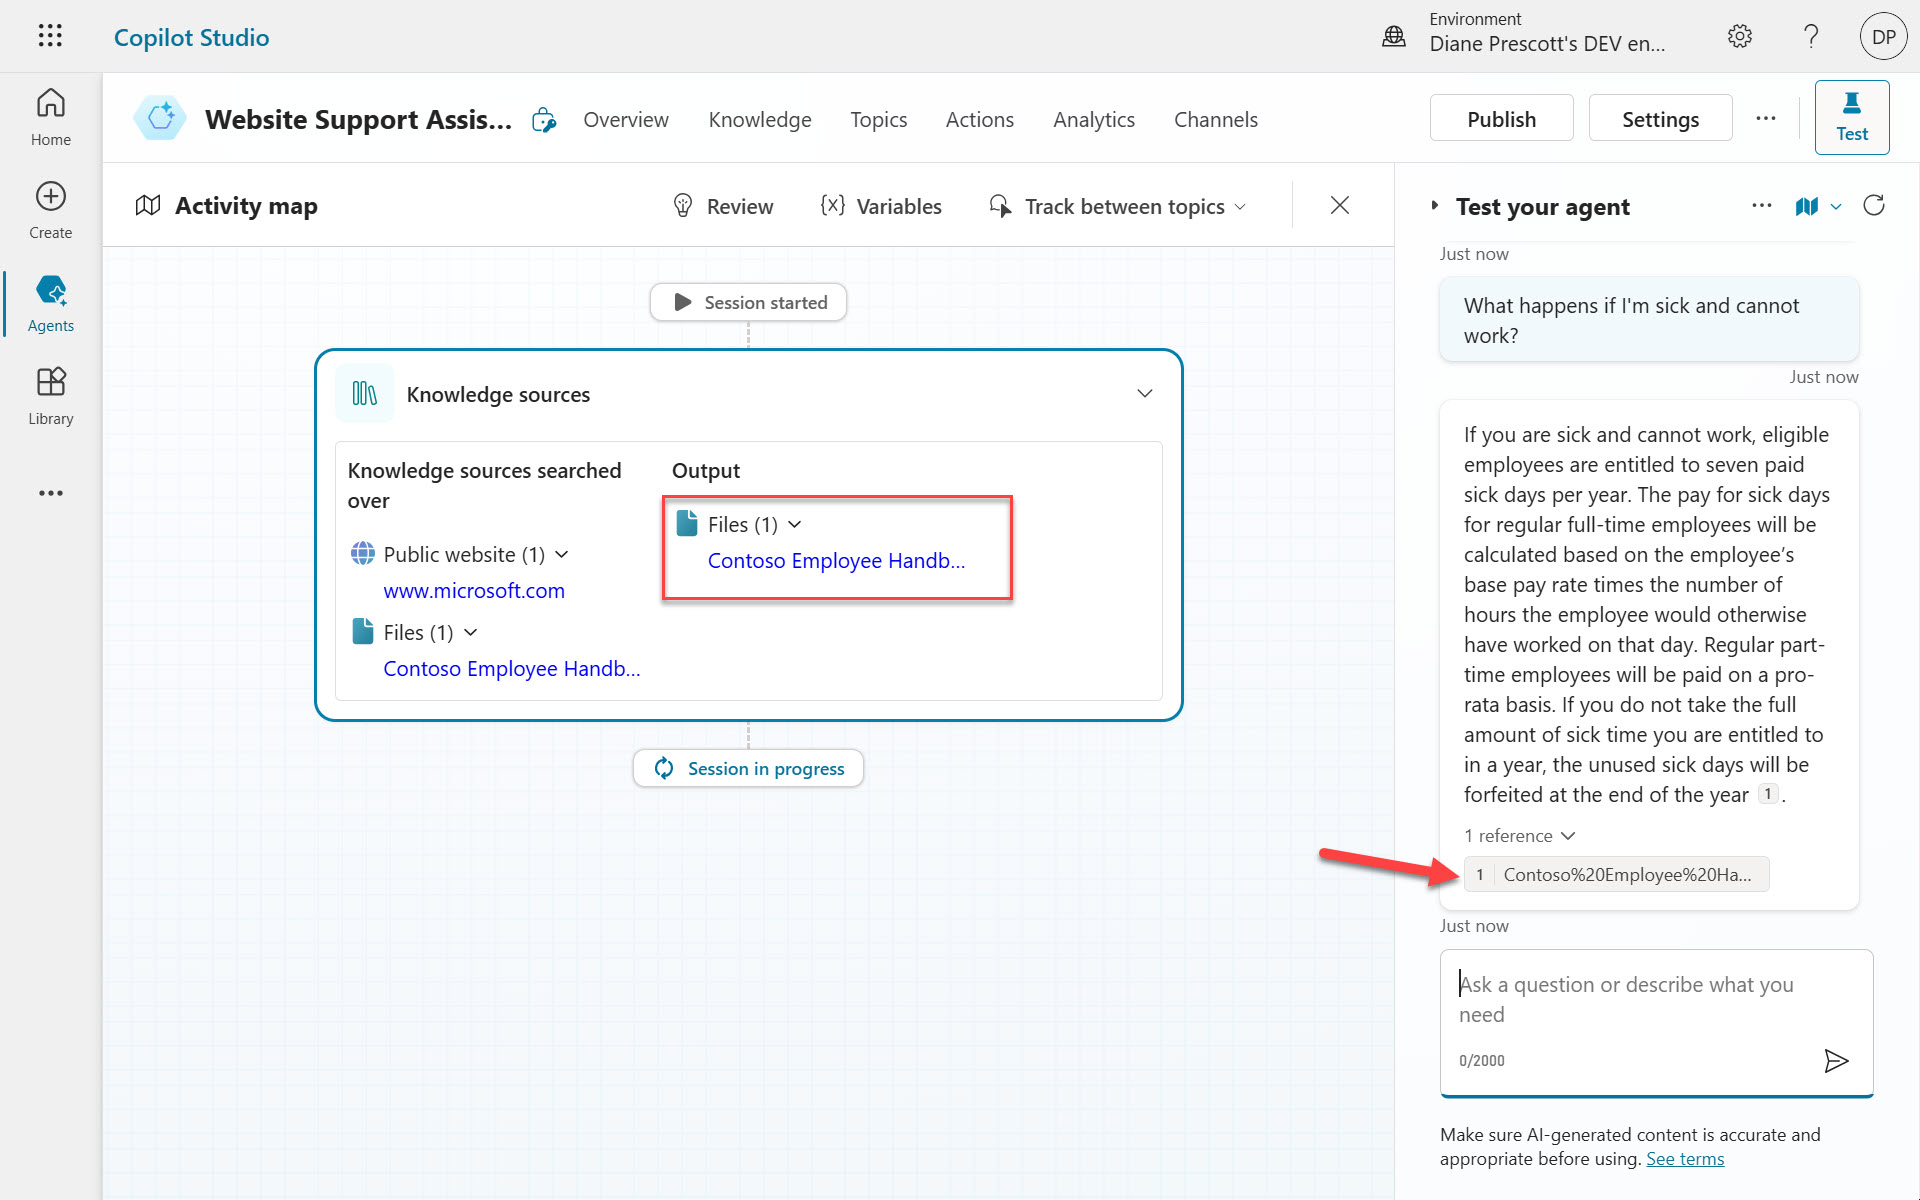 Copilot Studio
Environment
Diane Prescott's DEV en...
DP
Home
Create
Agents
Library
Website Support Assis...
Overview
Knowledge
Topics
Actions
Analytics
Channels
Publish
Settings
Test
Activity map
Review
Variables
Track between topics
Session started
Knowledge sources
Knowledge sources searched
over
Public website (1)
www.microsoft.com
Files (1)
Contoso Employee Handb...
Output
Files (1)
Contoso Employee Handb...
Session in progress
Test your agent
Just now
What happens if I'm sick and cannot
work?
Just now
If you are sick and cannot work, eligible
employees are entitled to seven paid
sick days per year. The pay for sick days
for regular full-time employees will be
calculated based on the employee’s
base pay rate times the number of
hours the employee would otherwise
have worked on that day. Regular part-
time employees will be paid on a pro-
rata basis. If you do not take the full
amount of sick time you are entitled to
in a year, the unused sick days will be
forfeited at the end of the year 1.
1 reference
1 Contoso%20Employee%20Ha...
Just now
Ask a question or describe what you
need
0/2000
Make sure AI-generated content is accurate and
appropriate before using. See terms